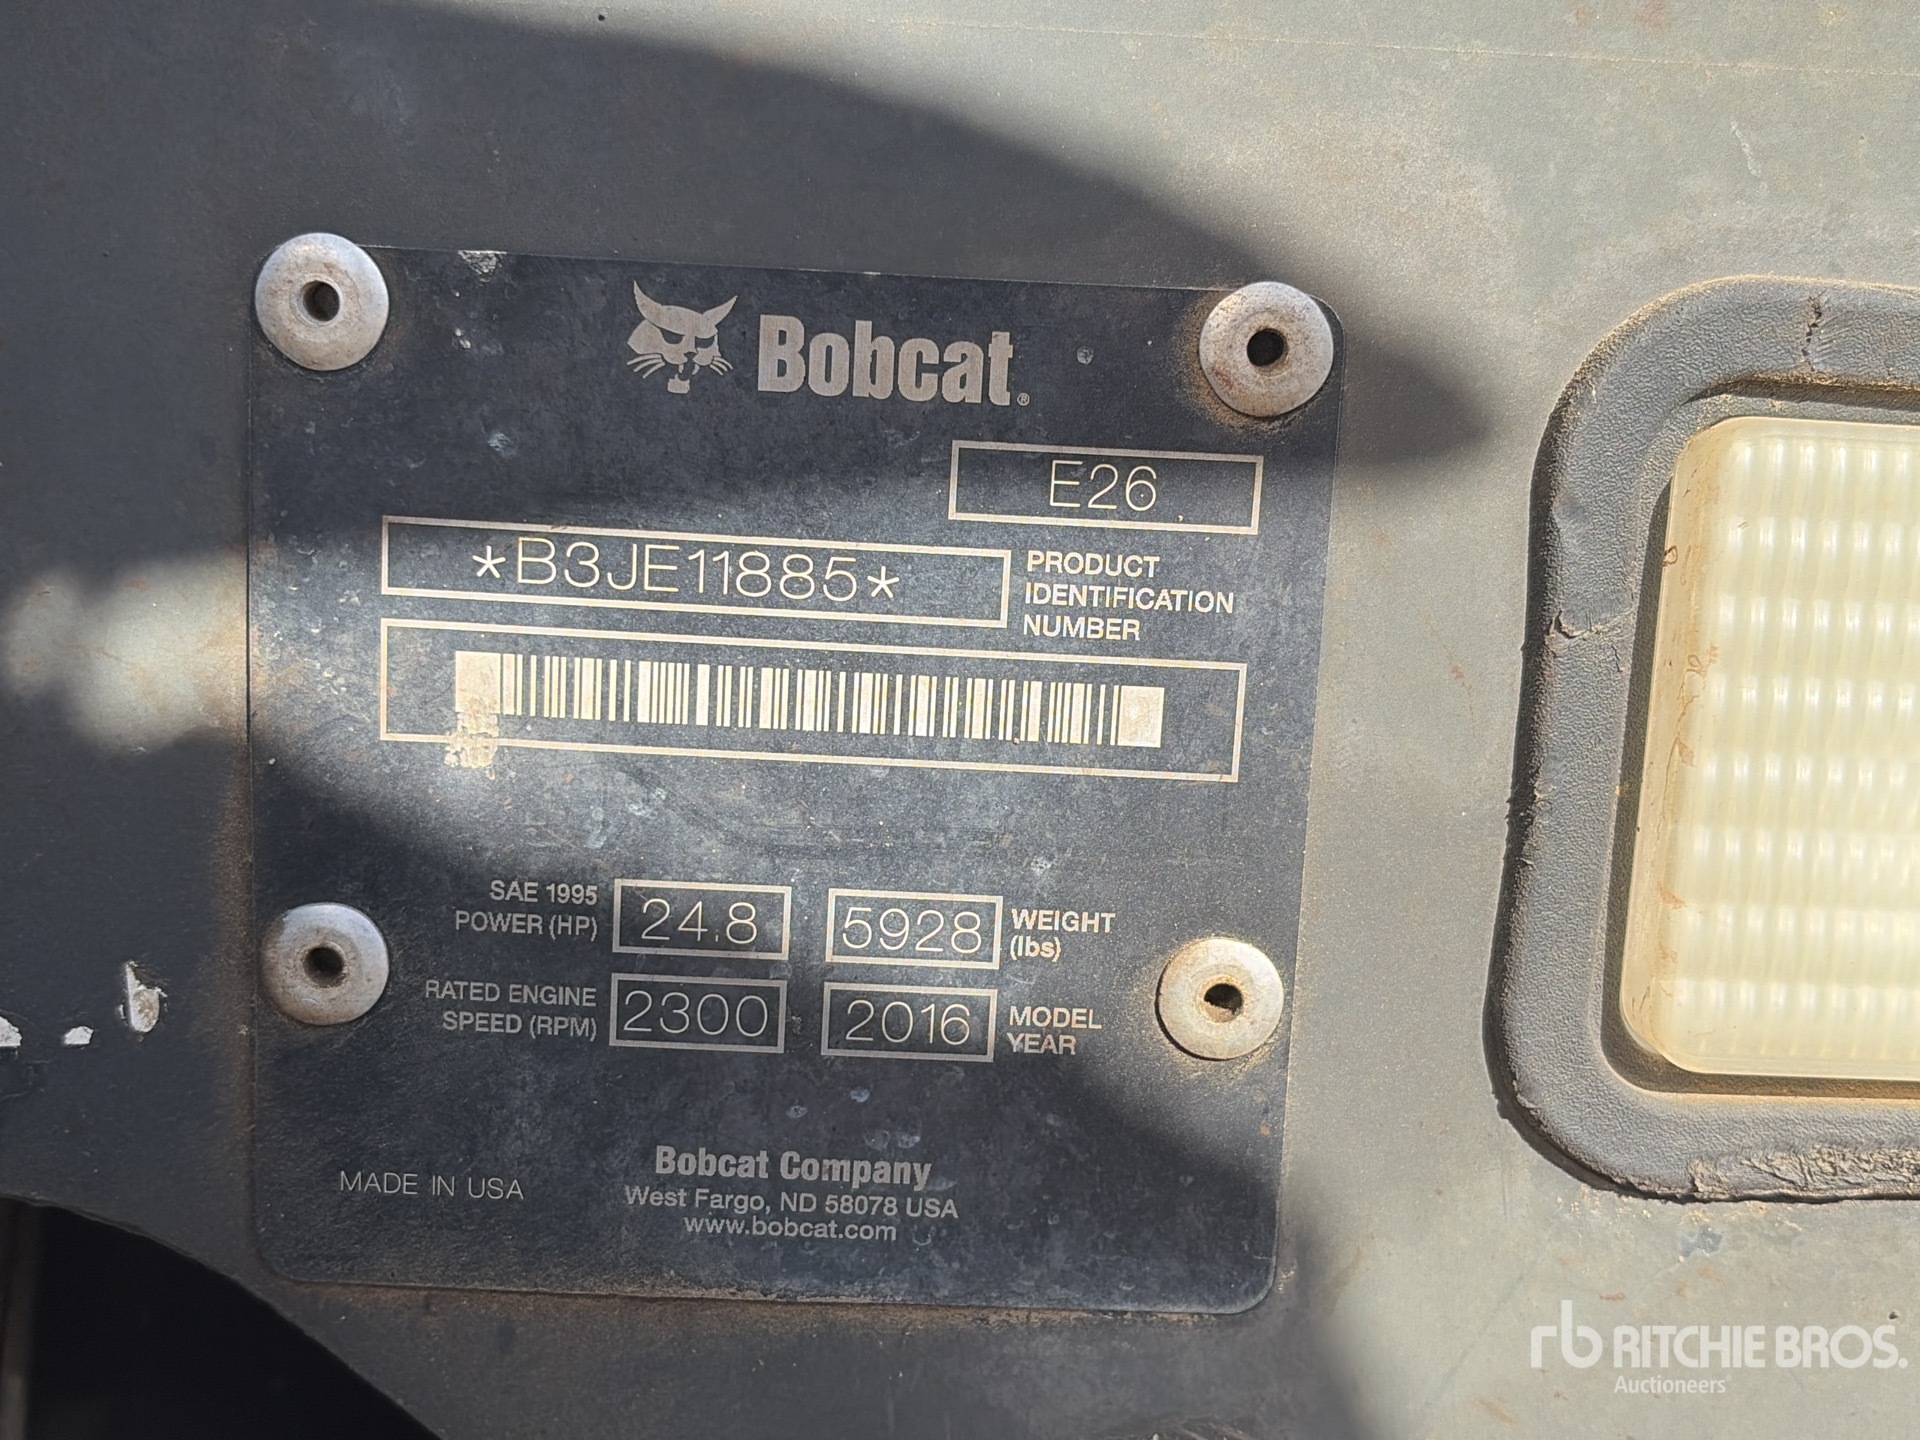 Bobcat®
E26
*B3JE11885*
PRODUCT
IDENTIFICATION
NUMBER
SAE 1995
POWER (HP)
24.8
5928
WEIGHT
(lbs)
RATED ENGINE
SPEED (RPM)
2300
2016
MODEL
YEAR
MADE IN USA
Bobcat Company
West Fargo, ND 58078 USA
www.bobcat.com
rb RITCHIE BROS.
Auctioneers